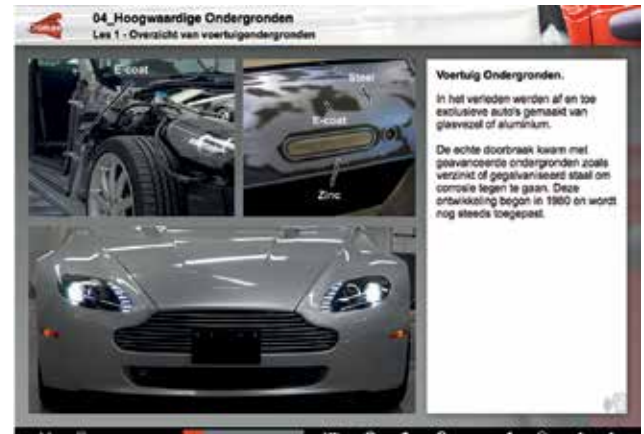 04_Hoogwaardige Ondergronden
Les 1 - Overzicht van voertuigondergronden
E-coat
Steel
E-coat
Zinc
Voertuig Ondergronden.
In het verleden werden af en toe
exclusieve auto's gemaakt van
glasvezel of aluminium.
De echte doorbraak kwam met
geavanceerde ondergronden zoals
verzinkt of gegalvaniseerd staal om
corrosie tegen te gaan. Deze
ontwikkeling begon in 1980 en wordt
nog steeds toegepast.